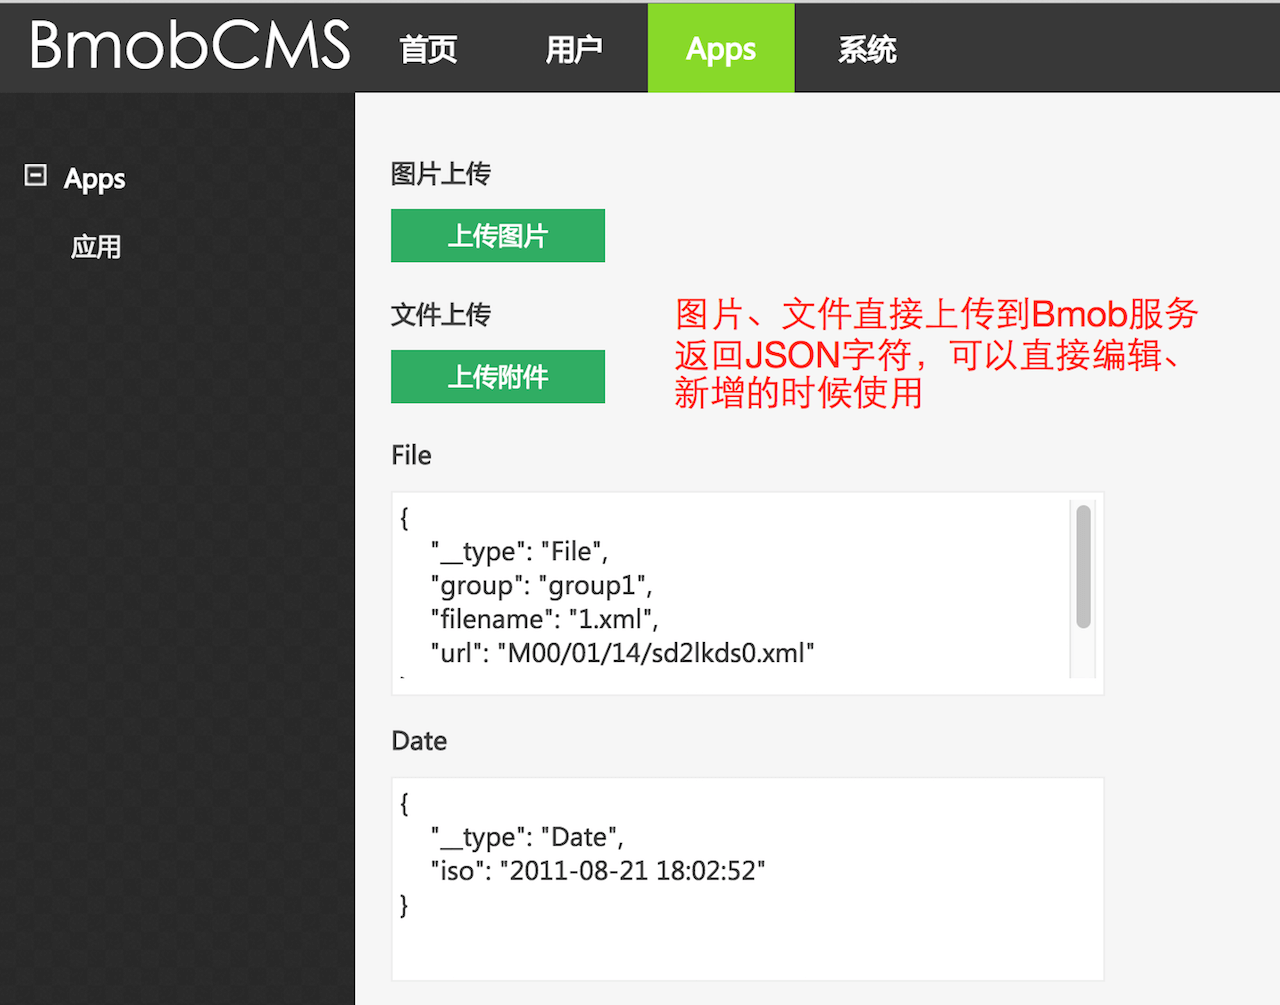 BmobCMS 首页 用户 Apps 系统
Apps
应用
图片上传
上传图片
文件上传
上传附件
图片、文件直接上传到Bmob服务
返回JSON字符，可以直接编辑、
新增的时候使用
File
{
"__type": "File",
"group": "group1",
"filename": "1.xml",
"url": "M00/01/14/sd2lkds0.xml"
Date
{
"__type": "Date",
"iso": "2011-08-21 18:02:52"
}